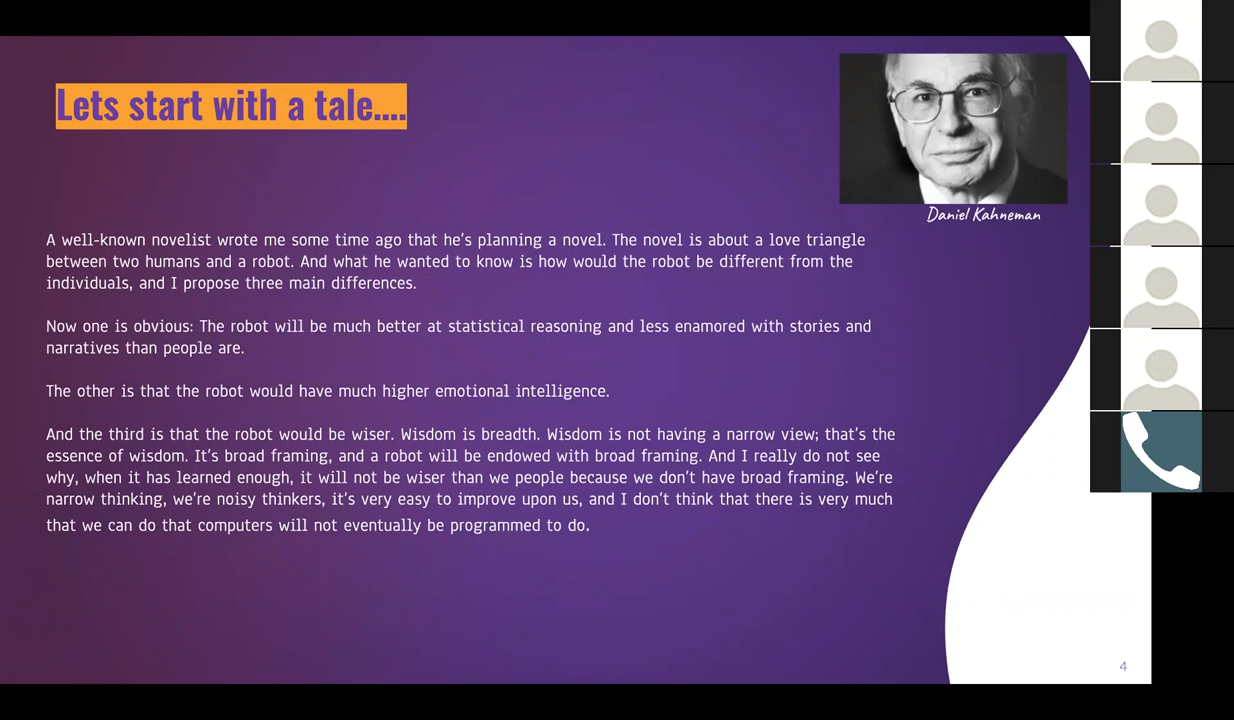 Lets start with a tale....
Daniel Kahneman
A well-known novelist wrote me some time ago that he's planning a novel. The novel is about a love triangle
between two humans and a robot. And what he wanted to know is how would the robot be different from the
individuals, and I propose three main differences.
Now one is obvious: The robot will be much better at statistical reasoning and less enamored with stories and
narratives than people are.
The other is that the robot would have much higher emotional intelligence.
And the third is that the robot would be wiser. Wisdom is breadth. Wisdom is not having a narrow view; that's the
essence of wisdom. It's broad framing, and a robot will be endowed with broad framing. And I really do not see
why, when it has learned enough, it will not be wiser than we people because we don't have broad framing. We're
narrow thinking, we're noisy thinkers, it's very easy to improve upon us, and I don't think that there is very much
that we can do that computers will not eventually be programmed to do.
4